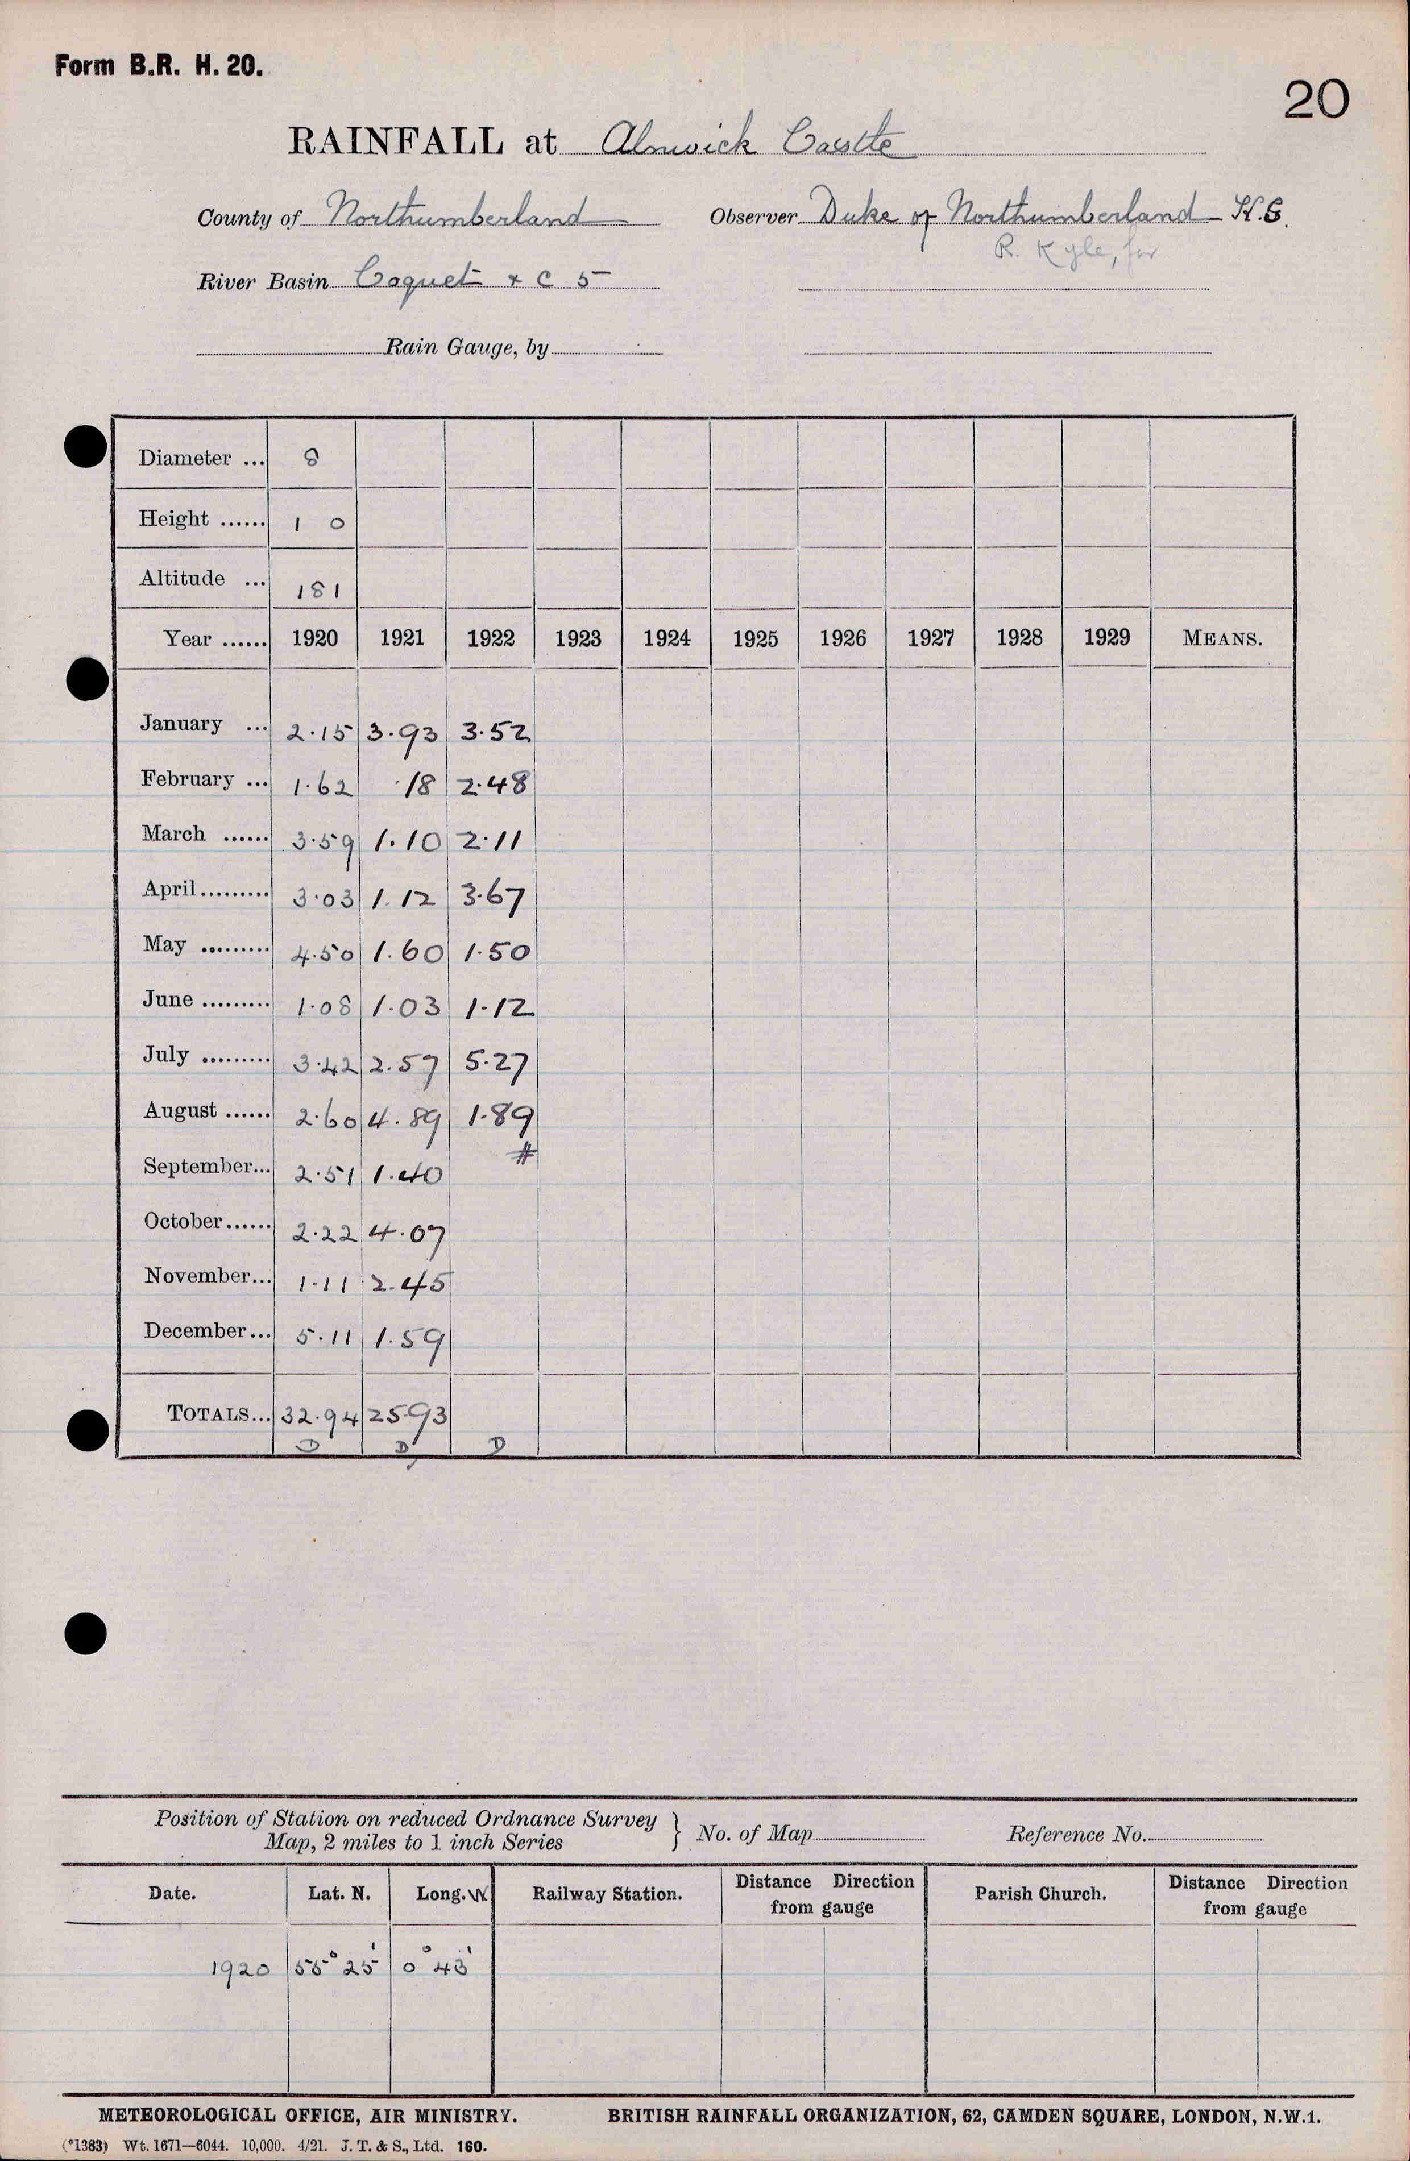 Form B.R. H. 20.
20
RAINFALL at Alnwick Castle
County of Northumberland Observer Duke of Northumberland K.G.
R. Kyle, for
River Basin Coquet & C 5
Rain Gauge, by
Diameter ... 8
Height ...... 1 0
Altitude ... 181
Year ...... 1920 1921 1922 1923 1924 1925 1926 1927 1928 1929 MEANS.
January ... 2.15 3.93 3.52
February ... 1.62 .18 2.48
March ...... 3.59 1.10 2.11
April......... 3.03 1.12 3.67
May ......... 4.50 1.60 1.50
June ......... 1.08 1.03 1.12
July ......... 3.42 2.57 5.27
August ...... 2.60 4.89 1.89
#
September... 2.51 1.40
October...... 2.22 4.07
November... 1.11 2.45
December... 5.11 1.59
TOTALS... 32.94 25.93
D D D
Position of Station on reduced Ordnance Survey
Map, 2 miles to 1 inch Series } No. of Map Reference No.
Date. Lat. N. Long. W. Railway Station. Distance Direction from gauge Parish Church. Distance Direction from gauge
1920 55° 25' 0° 43'
METEOROLOGICAL OFFICE, AIR MINISTRY. BRITISH RAINFALL ORGANIZATION, 62, CAMDEN SQUARE, LONDON, N.W.1.
(*1383) Wt. 1671—6044. 10,000. 4/21. J. T. & S., Ltd. 160.